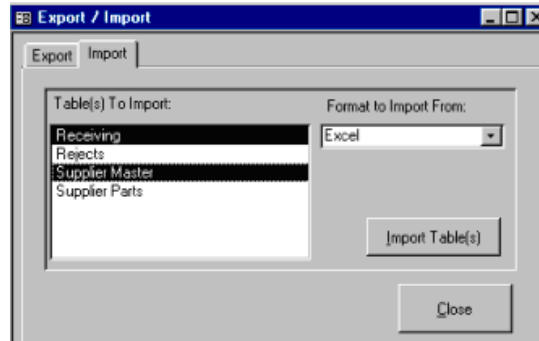 Export / Import
Export Import
Table(s) To Import:
Format to Import From:
Receiving
Excel
Rejects
Supplier Master
Supplier Parts
Import Table(s)
Close